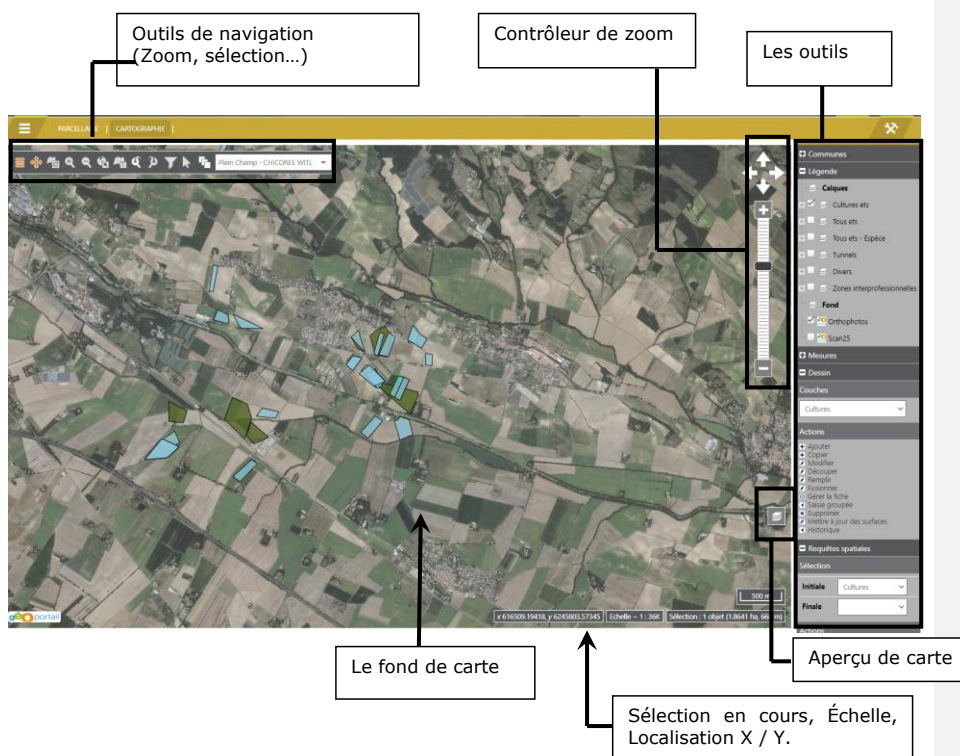 Outils de navigation
(Zoom, sélection…)
Contrôleur de zoom
Les outils
PARCELLAIRE | CARTOGRAPHIE |
Plein Champ - CHICOREE WITL
Communes
Légende
Calques
Cultures ets
Tous ets
Tous ets - Espèce
Tunnels
Divers
Zones interprofessionnelles
Fond
Orthophotos
Scan25
Mesures
Dessin
Couches
Cultures
Actions
Ajouter
Copier
Modifier
Découper
Remplir
Fusionner
Gérer la fiche
Saisie groupée
Supprimer
Mettre à jour des surfaces
Historique
Requêtes spatiales
Sélection
Initiale Cultures
Finale
Actions
500 m
géoportail
x 616509.19418, y 6245803.57345 Echelle = 1 : 36K Sélection : 1 objet (1.8641 ha, m)
Le fond de carte
Aperçu de carte
Sélection en cours, Échelle,
Localisation X / Y.